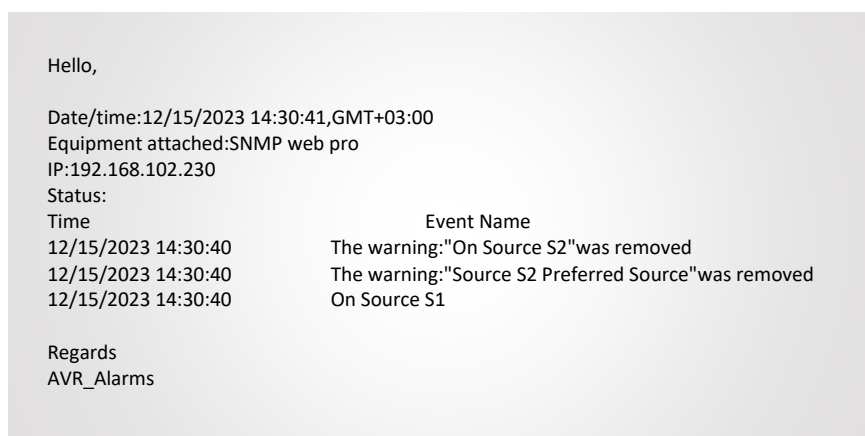 Hello,
Date/time:12/15/2023 14:30:41,GMT+03:00
Equipment attached:SNMP web pro
IP:192.168.102.230
Status:
Time Event Name
12/15/2023 14:30:40 The warning:"On Source S2"was removed
12/15/2023 14:30:40 The warning:"Source S2 Preferred Source"was removed
12/15/2023 14:30:40 On Source S1
Regards
AVR_Alarms